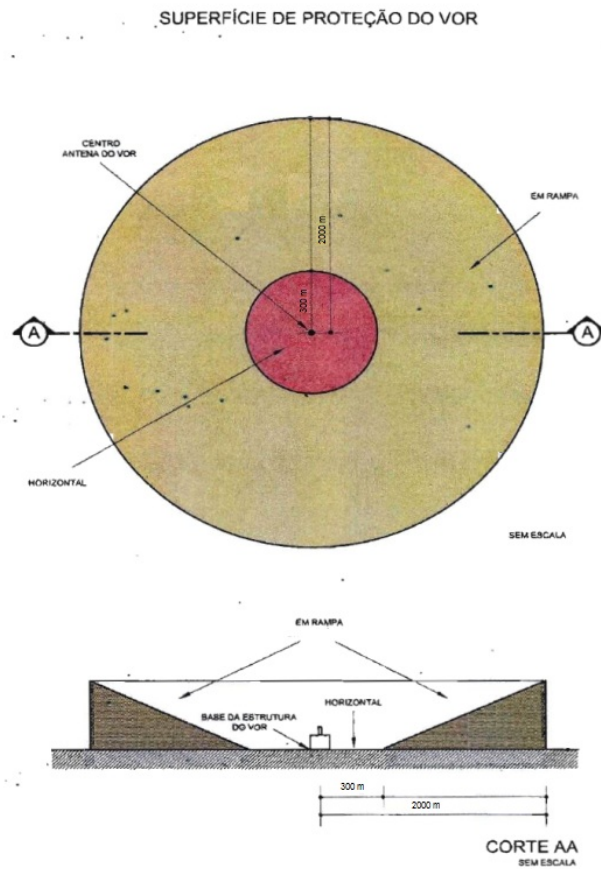 SUPERFÍCIE DE PROTEÇÃO DO VOR
CENTRO
ANTENA DO VOR
EM RAMPA
2000 m
300 m
A
A
HORIZONTAL
SEM ESCALA
EM RAMPA
BASE DA ESTRUTURA
DO VOR
HORIZONTAL
300 m
2000 m
CORTE AA
SEM ESCALA